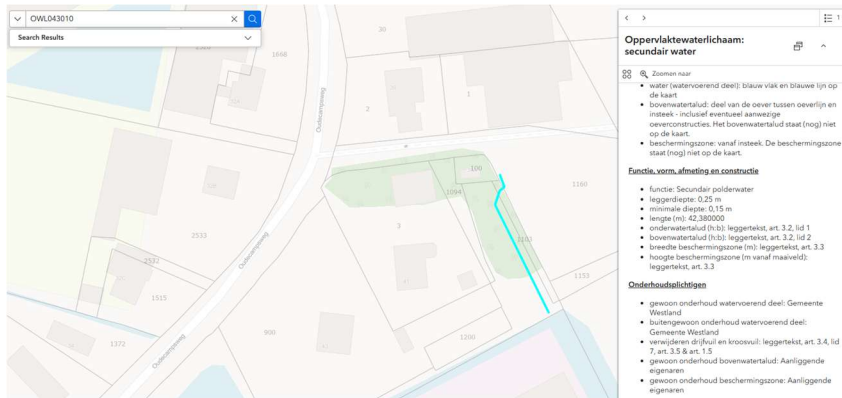 OWL043010
Search Results
Oudecampsweg
30
1666
2
1
100
1094
1160
3
2533
2532
1515
Oudecampsweg
1103
1155
1372
990
1200
Oudecampsweg
1
Oppervlaktewaterlichaam:
secundair water
Zoomen naar
• water (watervoerend deel): blauw vlak en blauwe lijn op
de kaart
• bovenwatertalud: deel van de oever tussen oeverlijn en
insteek - inclusief eventueel aanwezige
oeverconstructies. Het bovenwatertalud staat (nog) niet
op de kaart.
• beschermingszone: vanaf insteek. De beschermingszone
staat (nog) niet op de kaart.
Functie, vorm, afmeting en constructie
• functie: Secundair polderwater
• leggerdiepte: 0,25 m
• minimale diepte: 0,15 m
• lengte (m): 42,380000
• onderwatertalud (h:b): leggertekst, art. 3.2, lid 1
• bovenwatertalud (h:b): leggertekst, art. 3.2, lid 2
• breedte beschermingszone (m): leggertekst, art. 3.3
• hoogte beschermingszone (m vanaf maaiveld):
leggertekst, art. 3.3
Onderhoudsplichtigen
• gewoon onderhoud watervoerend deel: Gemeente
Westland
• buitengewoon onderhoud watervoerend deel:
Gemeente Westland
• verwijderen drijfvuil en kroosvuil: leggertekst, art. 3.4, lid
7, art. 3.5 & art. 1.5
• gewoon onderhoud bovenwatertalud: Aanliggende
eigenaren
• gewoon onderhoud beschermingszone: Aanliggende
eigenaren